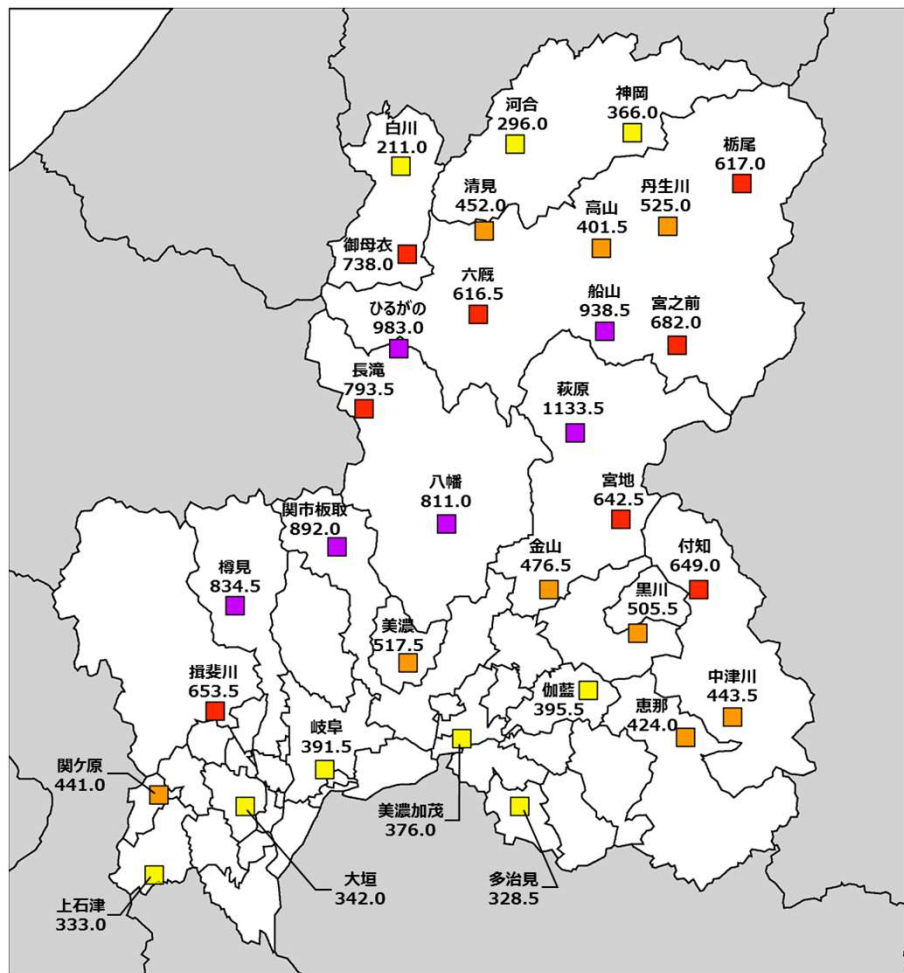 神岡
366.0
河合
296.0
白川
211.0
栃尾
617.0
清見
452.0
丹生川
525.0
高山
401.5
御母衣
738.0
六厩
616.5
船山
938.5
宮之前
682.0
ひるがの
983.0
長滝
793.5
萩原
1133.5
八幡
811.0
宮地
642.5
関市板取
892.0
金山
476.5
付知
649.0
樽見
834.5
黒川
505.5
美濃
517.5
揖斐川
653.5
伽藍
395.5
中津川
443.5
恵那
424.0
岐阜
391.5
関ケ原
441.0
美濃加茂
376.0
大垣
342.0
多治見
328.5
上石津
333.0